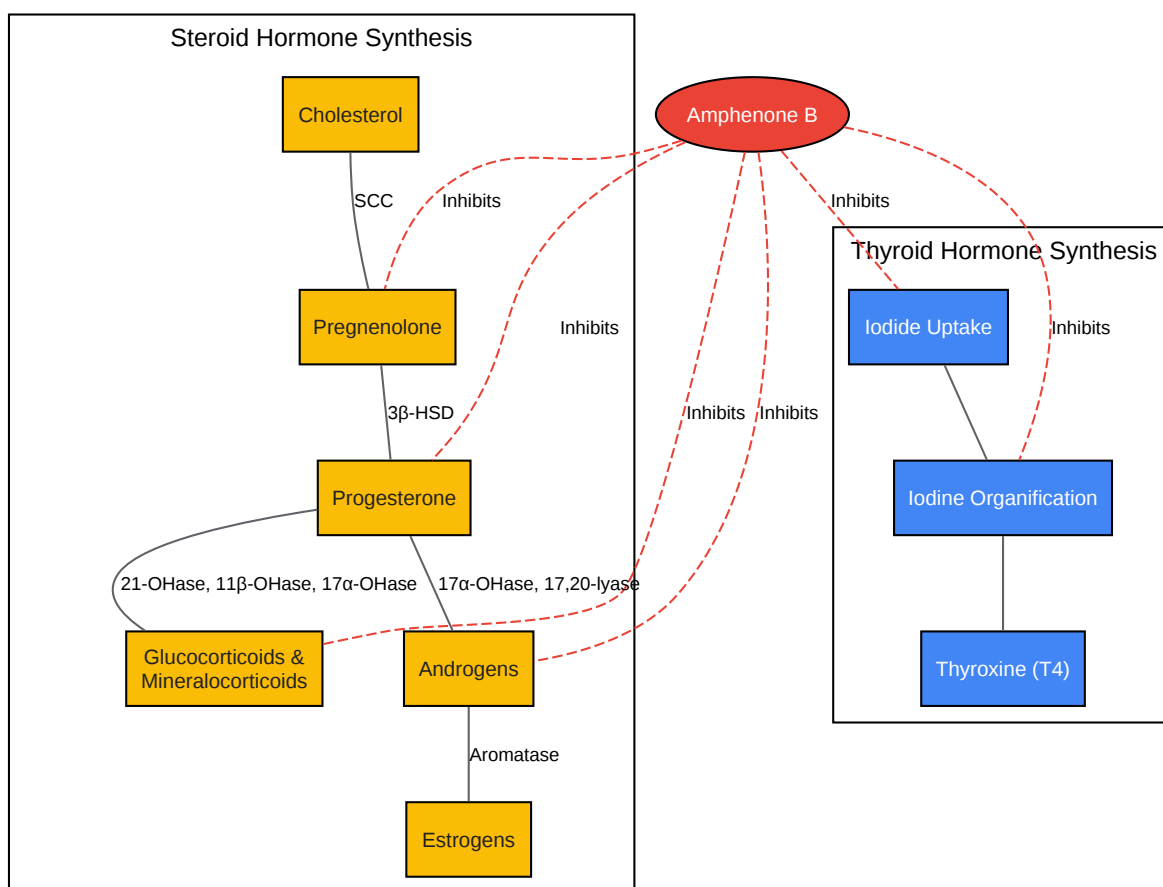 Steroid Hormone Synthesis
Cholesterol
Amphenone B
SCC
Inhibits
Inhibits
Thyroid Hormone Synthesis
Pregnenolone
Inhibits
Iodide Uptake
Inhibits
3β-HSD
Inhibits
Inhibits
Progesterone
Iodine Organification
21-OHase, 11β-OHase, 17α-OHase
17α-OHase, 17,20-lyase
Glucocorticoids &
Mineralocorticoids
Androgens
Thyroxine (T4)
Aromatase
Estrogens